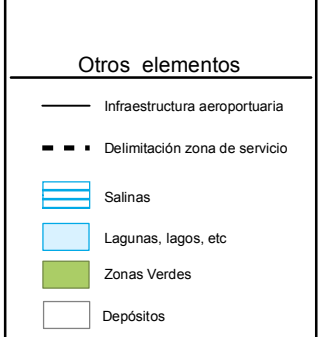 Otros elementos
Infraestructura aeroportuaria
Delimitación zona de servicio
Salinas
Lagunas, lagos, etc
Zonas Verdes
Depósitos